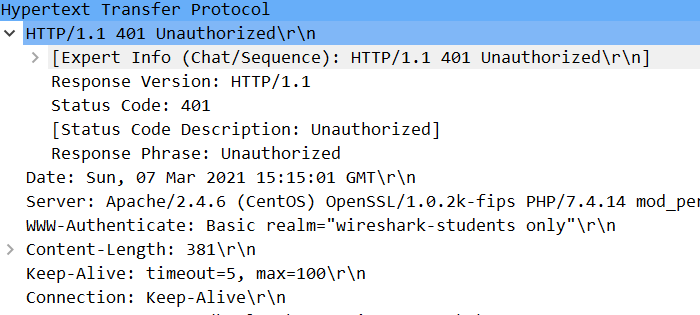 Hypertext Transfer Protocol
HTTP/1.1 401 Unauthorized\r\n
[Expert Info (Chat/Sequence): HTTP/1.1 401 Unauthorized\r\n]
Response Version: HTTP/1.1
Status Code: 401
[Status Code Description: Unauthorized]
Response Phrase: Unauthorized
Date: Sun, 07 Mar 2021 15:15:01 GMT\r\n
Server: Apache/2.4.6 (CentOS) OpenSSL/1.0.2k-fips PHP/7.4.14 mod_per
WWW-Authenticate: Basic realm="wireshark-students only"\r\n
Content-Length: 381\r\n
Keep-Alive: timeout=5, max=100\r\n
Connection: Keep-Alive\r\n